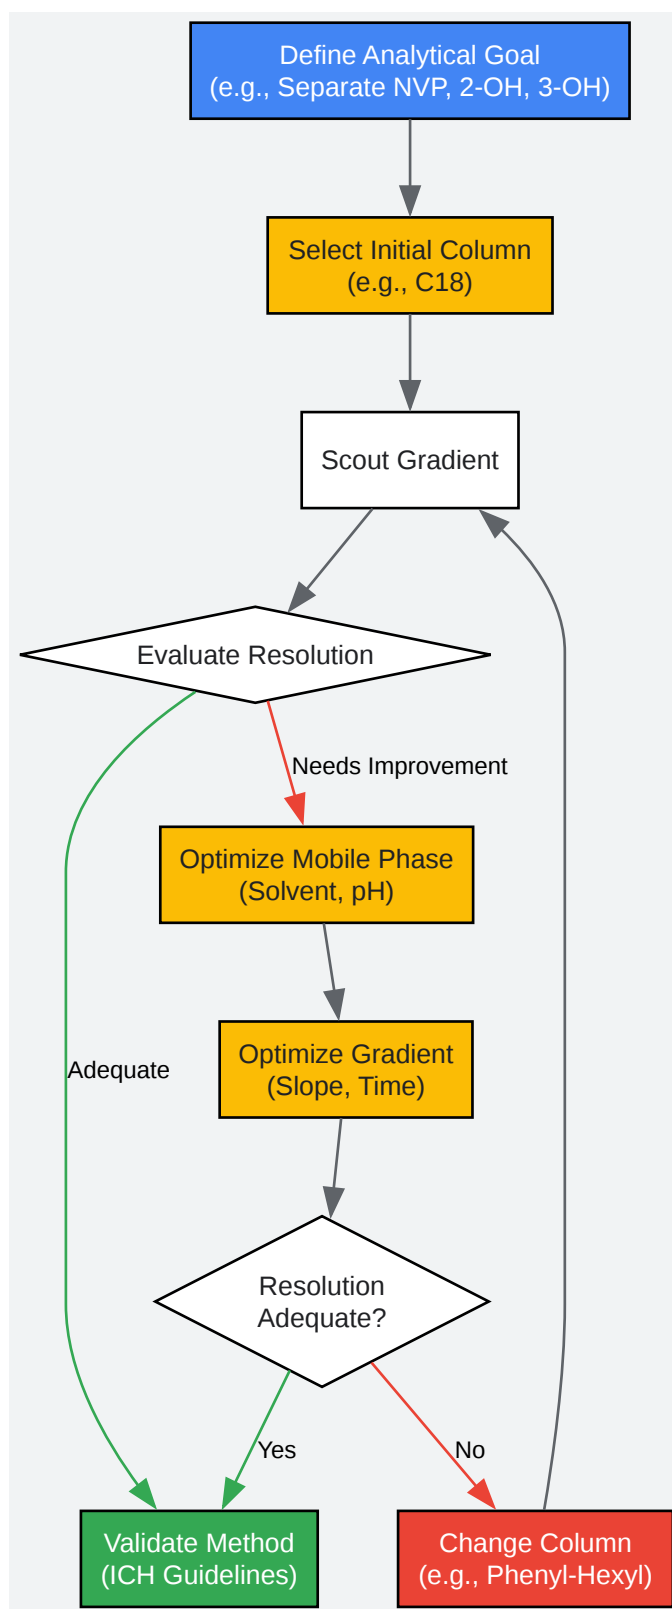 Define Analytical Goal
(e.g., Separate NVP, 2-OH, 3-OH)
Select Initial Column
(e.g., C18)
Scout Gradient
Evaluate Resolution
Needs Improvement
Optimize Mobile Phase
(Solvent, pH)
Optimize Gradient
(Slope, Time)
Adequate
Resolution
Adequate?
Yes
No
Validate Method
(ICH Guidelines)
Change Column
(e.g., Phenyl-Hexyl)